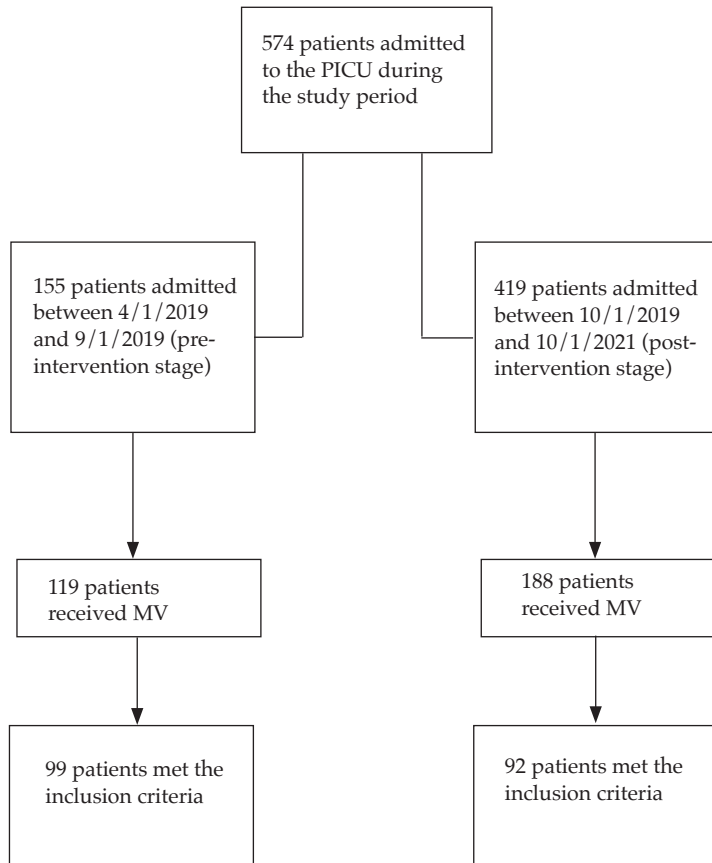 574 patients admitted
to the PICU during
the study period
155 patients admitted
between 4/1/2019
and 9/1/2019 (pre-
intervention stage)
419 patients admitted
between 10/1/2019
and 10/1/2021 (post-
intervention stage)
119 patients
received MV
188 patients
received MV
99 patients met the
inclusion criteria
92 patients met the
inclusion criteria